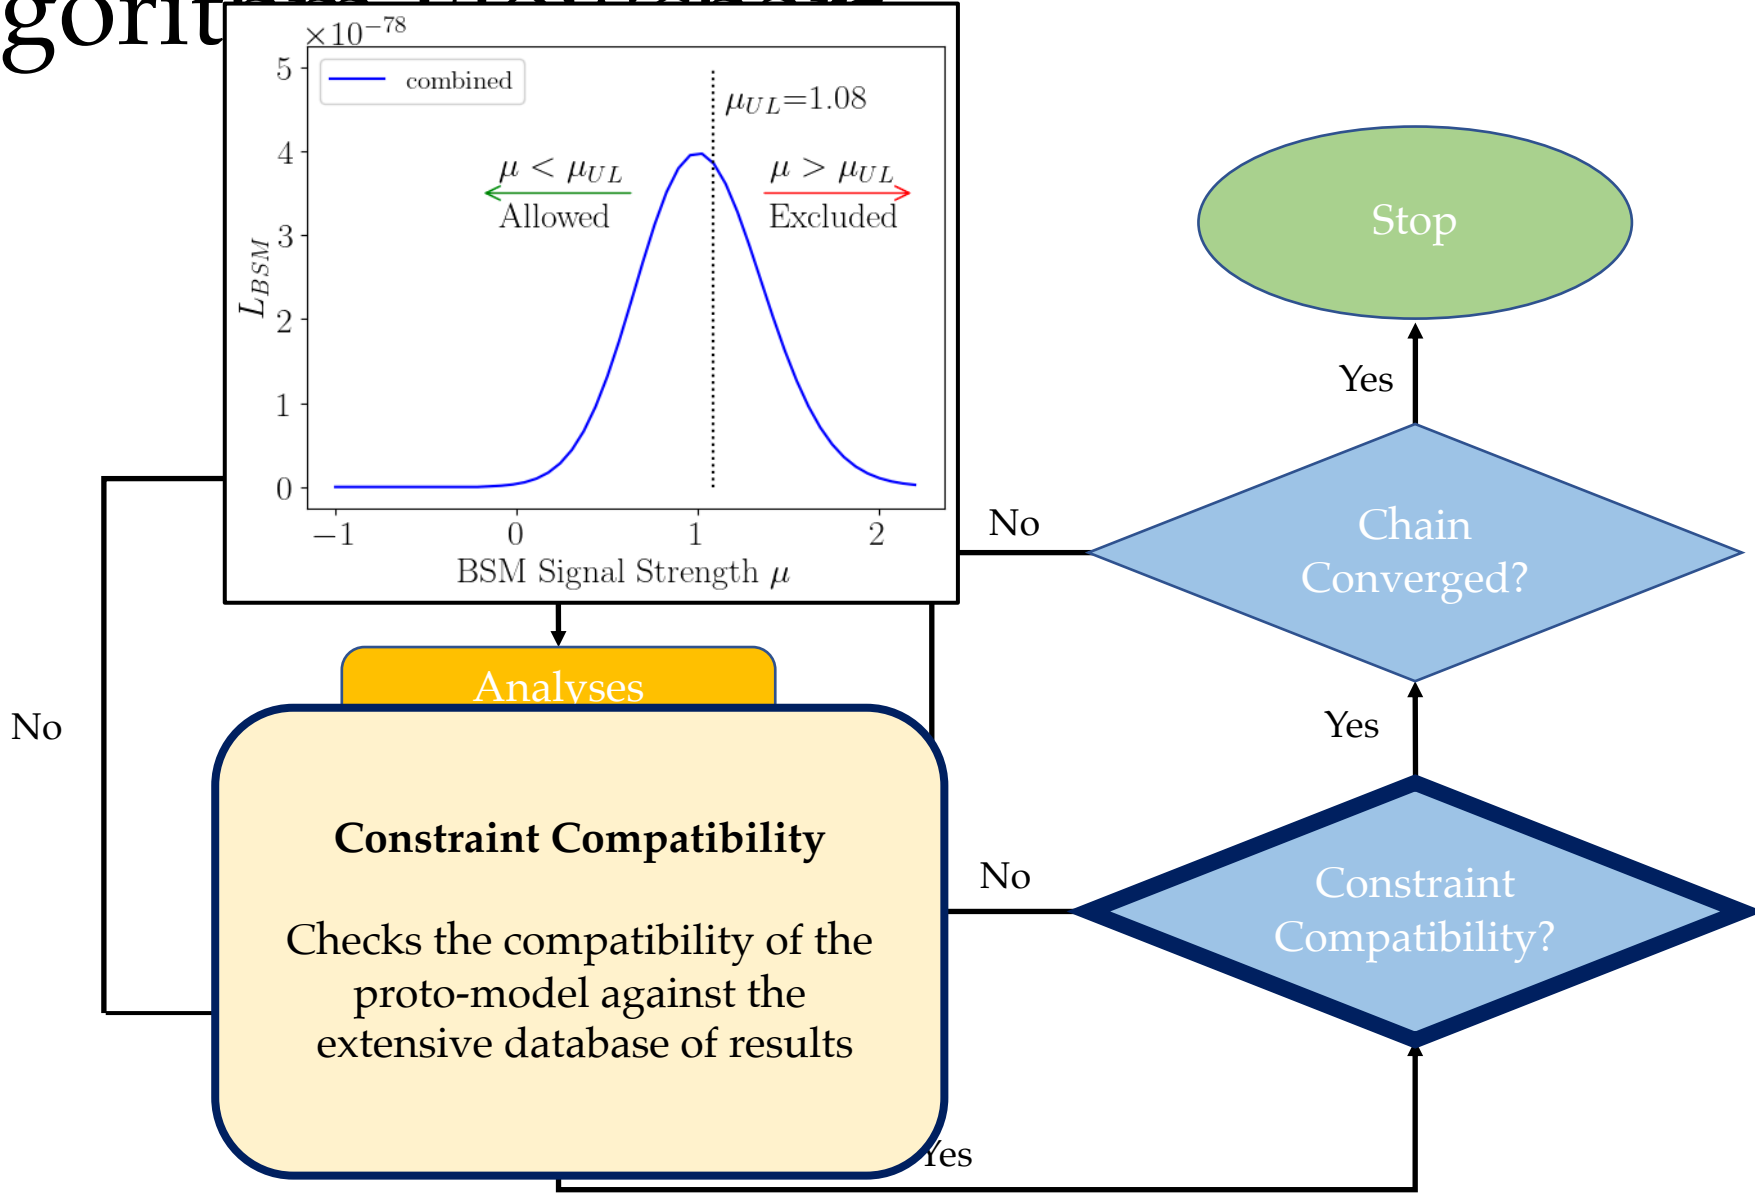 ×10⁻⁷⁸
5
4
3
2
1
0
combined
μ_UL=1.08
μ < μ_UL
Allowed
μ > μ_UL
Excluded
L_BSM
−1 0 1 2
BSM Signal Strength μ
Stop
Yes
No
Chain
Converged?
Analyses
No
Yes
Constraint Compatibility
Checks the compatibility of the
proto-model against the
extensive database of results
No
Constraint
Compatibility?
Yes